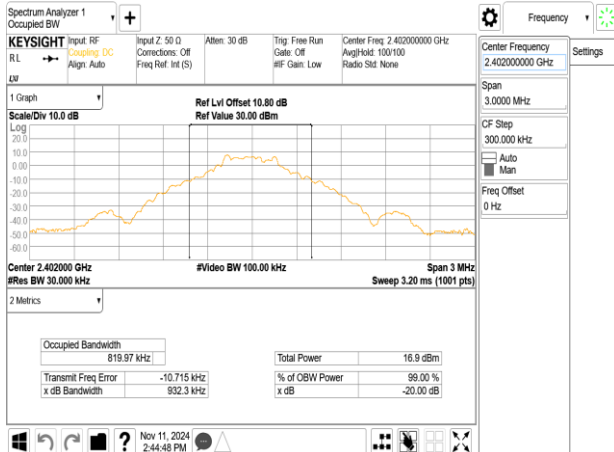 Spectrum Analyzer 1
Occupied BW
KEYSIGHT
RL
Input: RF
Coupling: DC
Align: Auto
Input Z: 50 Ω
Corrections: Off
Freq Ref: Int (S)
Atten: 30 dB
Trig: Free Run
Gate: Off
#IF Gain: Low
Center Freq: 2.402000000 GHz
Avg|Hold: 100/100
Radio Std: None
1 Graph
Scale/Div 10.0 dB
Ref Lvl Offset 10.80 dB
Ref Value 30.00 dBm
Log
20.0
10.0
0.00
-10.0
-20.0
-30.0
-40.0
-50.0
-60.0
Center 2.402000 GHz
#Res BW 30.000 kHz
#Video BW 100.00 kHz
Span 3 MHz
Sweep 3.20 ms (1001 pts)
2 Metrics
Occupied Bandwidth
819.97 kHz
Transmit Freq Error -10.715 kHz
x dB Bandwidth 932.3 kHz
Total Power 16.9 dBm
% of OBW Power 99.00 %
x dB -20.00 dB
Nov 11, 2024
2:44:48 PM
Frequency
Center Frequency
2.402000000 GHz
Settings
Span
3.0000 MHz
CF Step
300.000 kHz
Auto
Man
Freq Offset
0 Hz